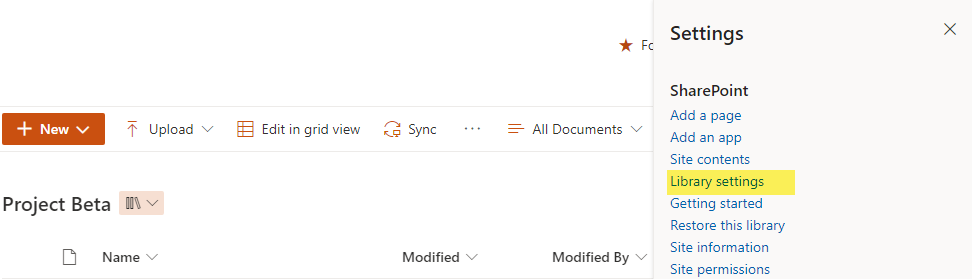 Settings
Fo
SharePoint
Add a page
Add an app
Site contents
Library settings
Getting started
Restore this library
Site information
Site permissions
New Upload Edit in grid view Sync ... All Documents
Project Beta
Name Modified Modified By